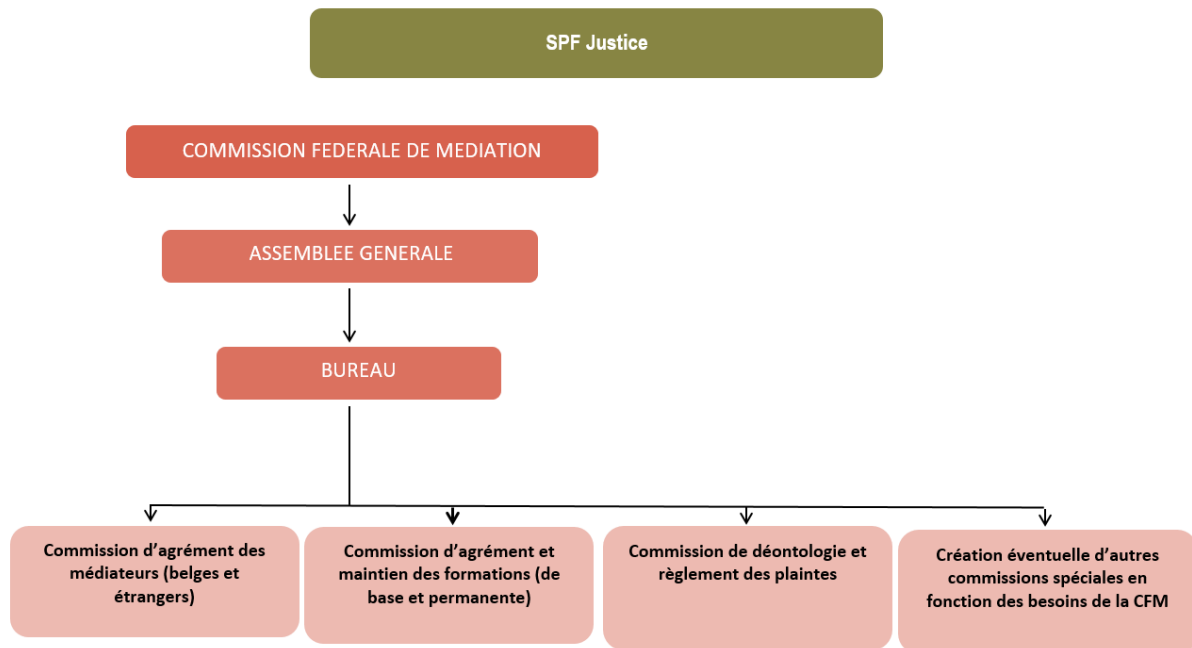 SPF Justice
COMMISSION FEDERALE DE MEDIATION
ASSEMBLEE GENERALE
BUREAU
Commission d’agrément des
médiateurs (belges et
étrangers)
Commission d’agrément et
maintien des formations (de
base et permanente)
Commission de déontologie et
règlement des plaintes
Création éventuelle d’autres
commissions spéciales en
fonction des besoins de la CFM